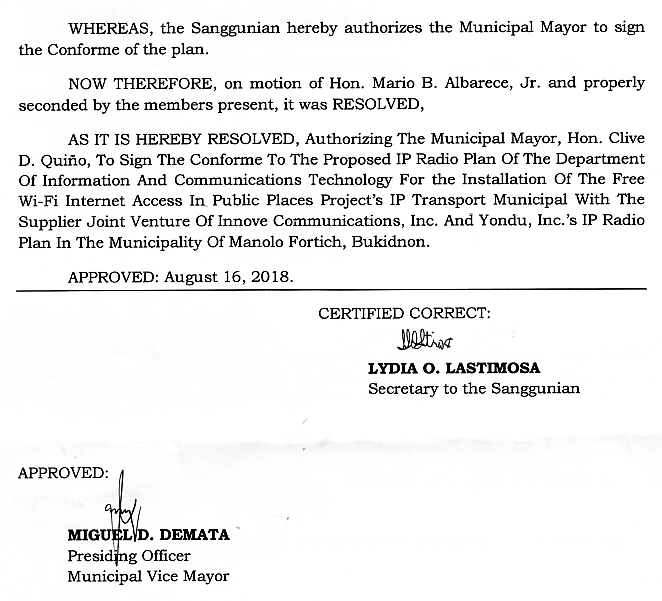 WHEREAS, the Sanggunian hereby authorizes the Municipal Mayor to sign
the Conforme of the plan.
NOW THEREFORE, on motion of Hon. Mario B. Albarece, Jr. and properly
seconded by the members present, it was RESOLVED,
AS IT IS HEREBY RESOLVED, Authorizing The Municipal Mayor, Hon. Clive
D. Quiño, To Sign The Conforme To The Proposed IP Radio Plan Of The Department
Of Information And Communications Technology For the Installation Of The Free
Wi-Fi Internet Access In Public Places Project's IP Transport Municipal With The
Supplier Joint Venture Of Innove Communications, Inc. And Yondu, Inc.'s IP Radio
Plan In The Municipality Of Manolo Fortich, Bukidnon.
APPROVED: August 16, 2018.
CERTIFIED CORRECT:
LYDIA O. LASTIMOSA
Secretary to the Sanggunian
APPROVED:
MIGUEL D. DEMATA
Presiding Officer
Municipal Vice Mayor